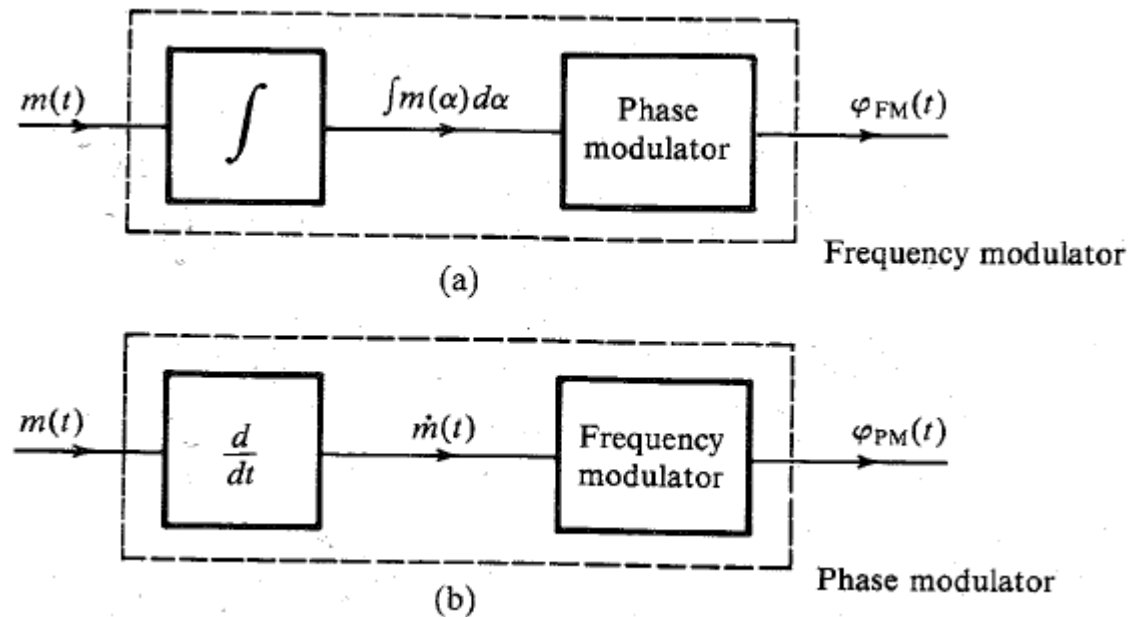 m(t)
∫
∫m(α) dα
Phase
modulator
φFM(t)
Frequency modulator
(a)
m(t)
d
dt
ṁ(t)
Frequency
modulator
φPM(t)
Phase modulator
(b)